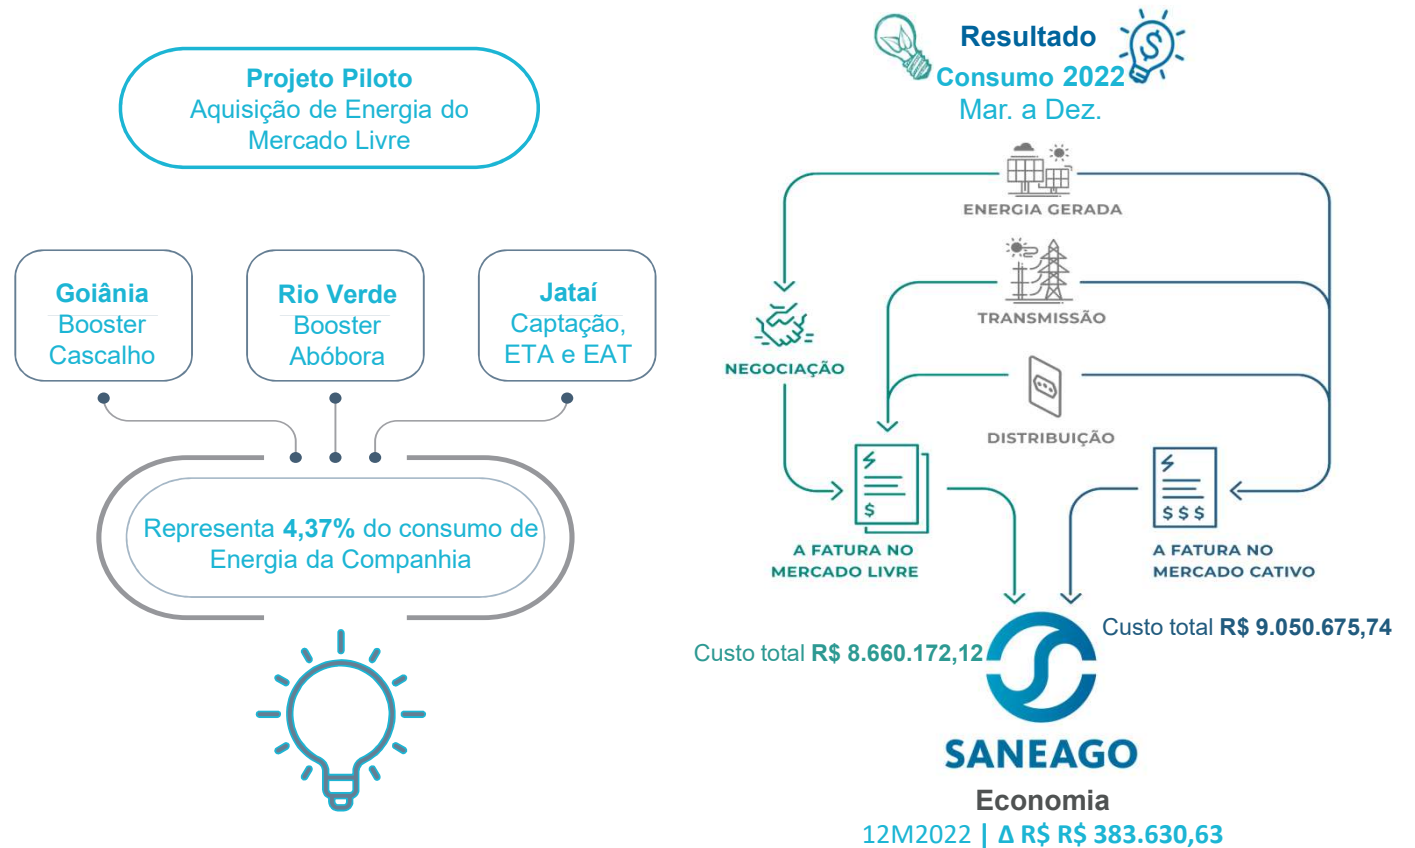 Projeto Piloto
Aquisição de Energia do
Mercado Livre
Goiânia
Booster
Cascalho
Rio Verde
Booster
Abóbora
Jataí
Captação,
ETA e EAT
Representa 4,37% do consumo de
Energia da Companhia
Resultado
Consumo 2022
Mar. a Dez.
ENERGIA GERADA
TRANSMISSÃO
NEGOCIAÇÃO
DISTRIBUIÇÃO
$
$ $ $
A FATURA NO
MERCADO LIVRE
A FATURA NO
MERCADO CATIVO
Custo total R$ 8.660.172,12
Custo total R$ 9.050.675,74
SANEAGO
Economia
12M2022 | Δ R$ R$ 383.630,63